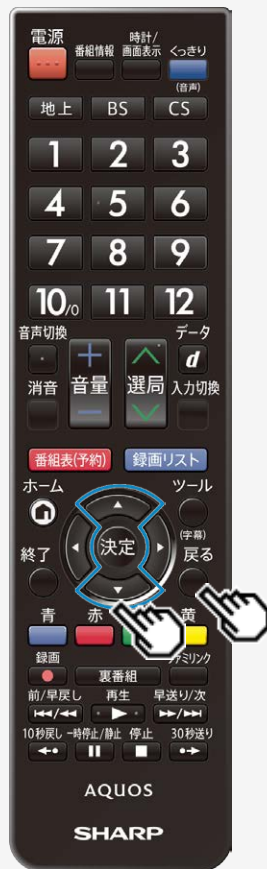 電源
番組情報
時計/
画面表示
くっきり
(音声)
地上 BS CS
1 2 3
4 5 6
7 8 9
10/0 11 12
音声切換 データ
音量 選局 d
消音 入力切換
番組表(予約) 録画リスト
ホーム ツール
(字幕)
決定
終了 戻る
青 赤 黄
録画
裏番組
前/早戻し 再生 早送り/次
10秒戻し 一時停止/静止 停止 30秒送り
AQUOS
SHARP